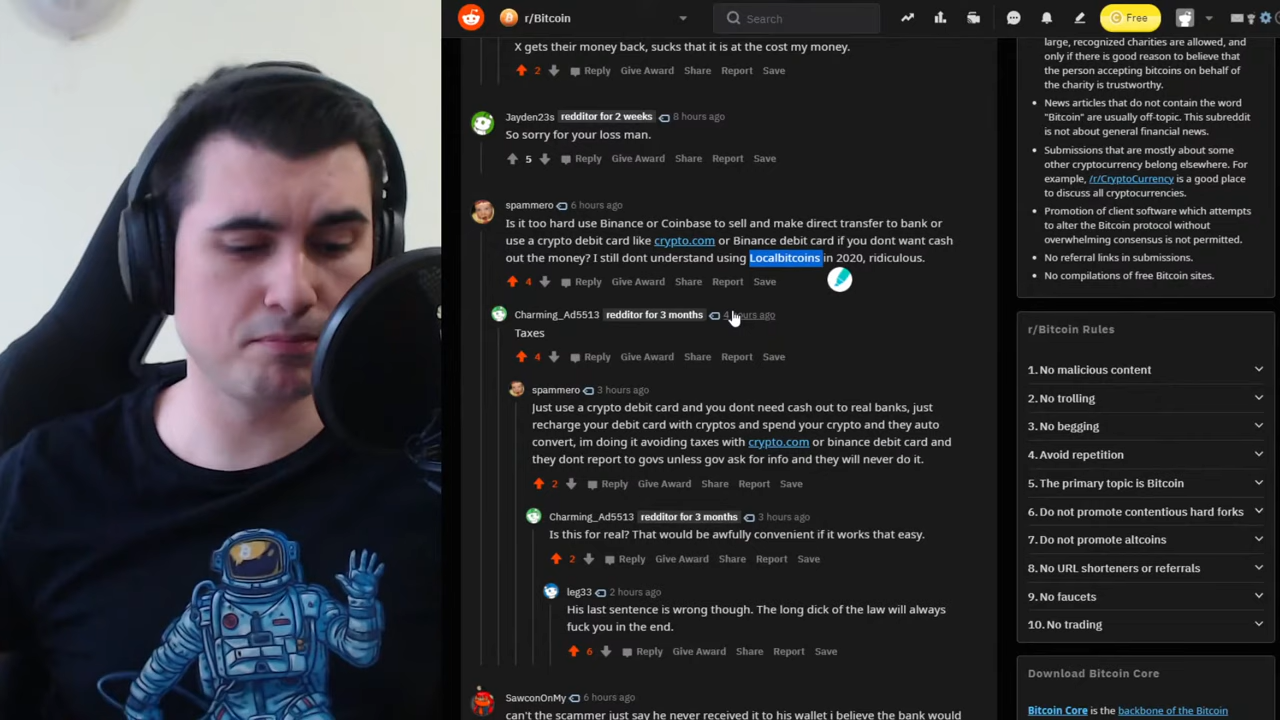 r/Bitcoin
Search
Free
X gets their money back, sucks that it is at the cost my money.
2 Reply Give Award Share Report Save
Jayden23s redditor for 2 weeks 8 hours ago
So sorry for your loss man.
5 Reply Give Award Share Report Save
spammero 6 hours ago
Is it too hard use Binance or Coinbase to sell and make direct transfer to bank or
use a crypto debit card like crypto.com or Binance debit card if you dont want cash
out the money? I still dont understand using Localbitcoins in 2020, ridiculous.
4 Reply Give Award Share Report Save
Charming_Ad5513 redditor for 3 months 4 hours ago
Taxes
4 Reply Give Award Share Report Save
spammero 3 hours ago
Just use a crypto debit card and you dont need cash out to real banks, just
recharge your debit card with cryptos and spend your crypto and they auto
convert, im doing it avoiding taxes with crypto.com or binance debit card and
they dont report to govs unless gov ask for info and they will never do it.
2 Reply Give Award Share Report Save
Charming_Ad5513 redditor for 3 months 3 hours ago
Is this for real? That would be awfully convenient if it works that easy.
2 Reply Give Award Share Report Save
leg33 2 hours ago
His last sentence is wrong though. The long dick of the law will always
fuck you in the end.
6 Reply Give Award Share Report Save
SawconOnMy 6 hours ago
can't the scammer just say he never received it to his wallet i believe the bank would
large, recognized charities are allowed, and
only if there is good reason to believe that
the person accepting bitcoins on behalf of
the charity is trustworthy.
• News articles that do not contain the word
"Bitcoin" are usually off-topic. This subreddit
is not about general financial news.
• Submissions that are mostly about some
other cryptocurrency belong elsewhere. For
example, /r/CryptoCurrency is a good place
to discuss all cryptocurrencies.
• Promotion of client software which attempts
to alter the Bitcoin protocol without
overwhelming consensus is not permitted.
• No referral links in submissions.
• No compilations of free Bitcoin sites.
r/Bitcoin Rules
1. No malicious content
2. No trolling
3. No begging
4. Avoid repetition
5. The primary topic is Bitcoin
6. Do not promote contentious hard forks
7. Do not promote altcoins
8. No URL shorteners or referrals
9. No faucets
10. No trading
Download Bitcoin Core
Bitcoin Core is the backbone of the Bitcoin